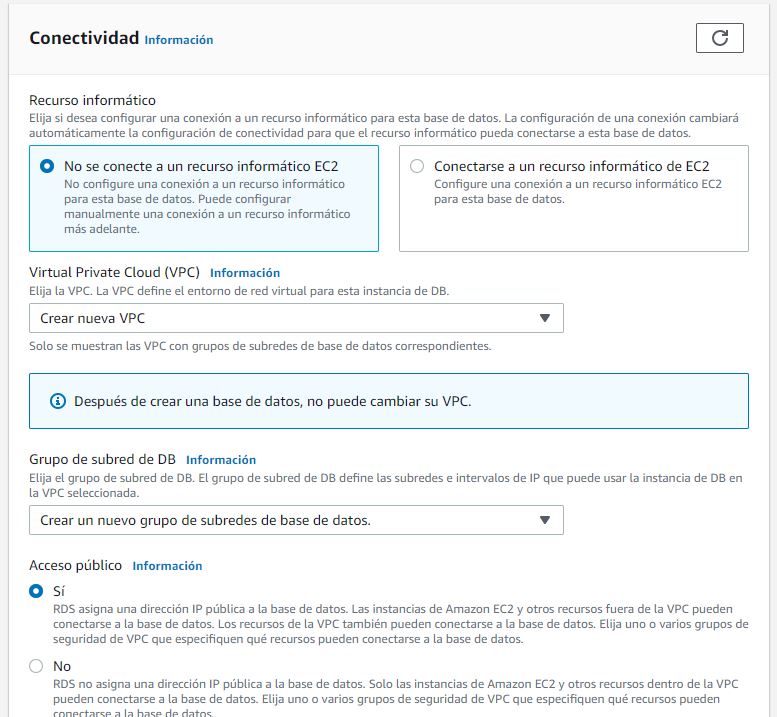 Conectividad Información
Recurso informático
Elija si desea configurar una conexión a un recurso informático para esta base de datos. La configuración de una conexión cambiará
automáticamente la configuración de conectividad para que el recurso informático pueda conectarse a esta base de datos.
No se conecte a un recurso informático EC2
No configure una conexión a un recurso informático
para esta base de datos. Puede configurar
manualmente una conexión a un recurso informático
más adelante.
Conectarse a un recurso informático de EC2
Configure una conexión a un recurso informático EC2
para esta base de datos.
Virtual Private Cloud (VPC) Información
Elija la VPC. La VPC define el entorno de red virtual para esta instancia de DB.
Crear nueva VPC
Solo se muestran las VPC con grupos de subredes de base de datos correspondientes.
Después de crear una base de datos, no puede cambiar su VPC.
Grupo de subred de DB Información
Elija el grupo de subred de DB. El grupo de subred de DB define las subredes e intervalos de IP que puede usar la instancia de DB en
la VPC seleccionada.
Crear un nuevo grupo de subredes de base de datos.
Acceso público Información
Sí
RDS asigna una dirección IP pública a la base de datos. Las instancias de Amazon EC2 y otros recursos fuera de la VPC pueden
conectarse a la base de datos. Los recursos de la VPC también pueden conectarse a la base de datos. Elija uno o varios grupos de
seguridad de VPC que especifiquen qué recursos pueden conectarse a la base de datos.
No
RDS no asigna una dirección IP pública a la base de datos. Solo las instancias de Amazon EC2 y otros recursos dentro de la VPC
pueden conectarse a la base de datos. Elija uno o varios grupos de seguridad de VPC que especifiquen qué recursos pueden
conectarse a la base de datos.